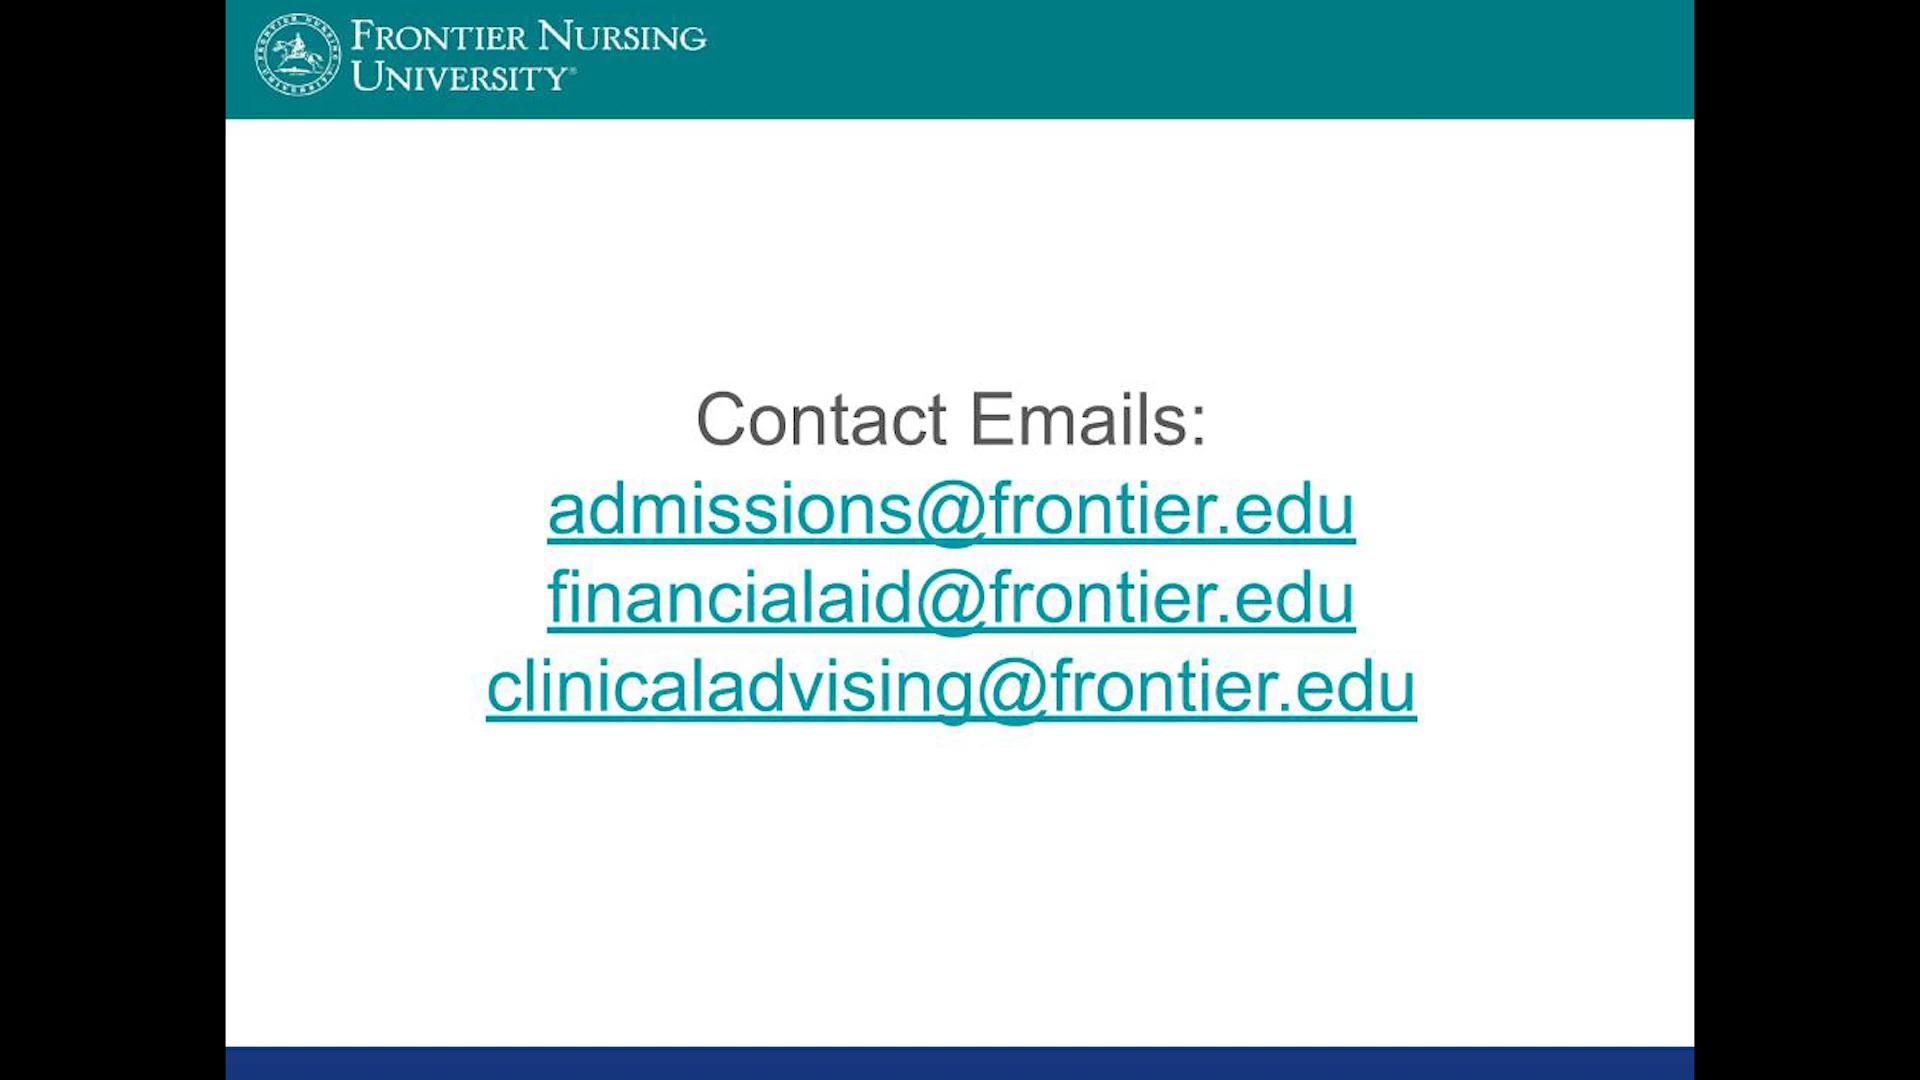 FRONTIER NURSING
UNIVERSITY®
Contact Emails:
admissions@frontier.edu
financialaid@frontier.edu
clinicaladvising@frontier.edu